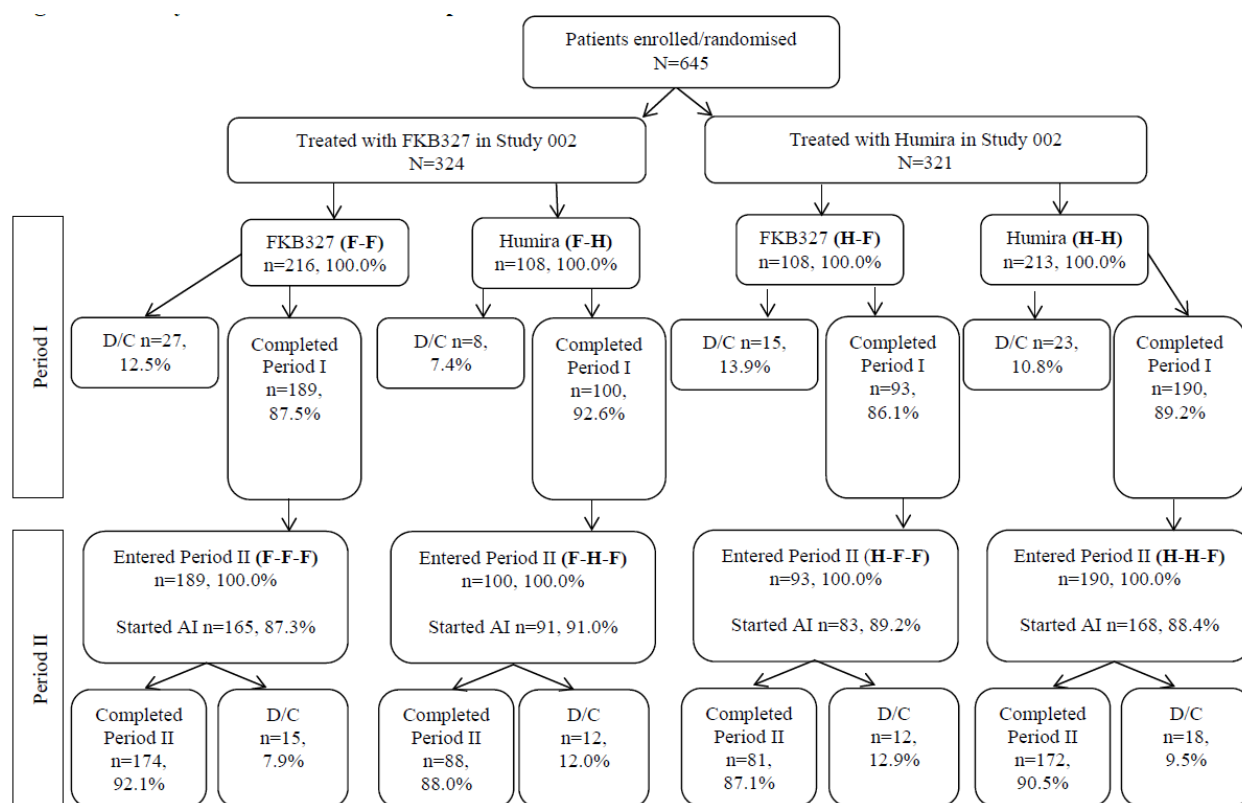 Patients enrolled/randomised
N=645
Treated with FKB327 in Study 002
N=324
Treated with Humira in Study 002
N=321
Period I
FKB327 (F-F)
n=216, 100.0%
Humira (F-H)
n=108, 100.0%
FKB327 (H-F)
n=108, 100.0%
Humira (H-H)
n=213, 100.0%
D/C n=27,
12.5%
Completed
Period I
n=189,
87.5%
D/C n=8,
7.4%
Completed
Period I
n=100,
92.6%
D/C n=15,
13.9%
Completed
Period I
n=93,
86.1%
D/C n=23,
10.8%
Completed
Period I
n=190,
89.2%
Period II
Entered Period II (F-F-F)
n=189, 100.0%
Started AI n=165, 87.3%
Entered Period II (F-H-F)
n=100, 100.0%
Started AI n=91, 91.0%
Entered Period II (H-F-F)
n=93, 100.0%
Started AI n=83, 89.2%
Entered Period II (H-H-F)
n=190, 100.0%
Started AI n=168, 88.4%
Completed
Period II
n=174,
92.1%
D/C
n=15,
7.9%
Completed
Period II
n=88,
88.0%
D/C
n=12,
12.0%
Completed
Period II
n=81,
87.1%
D/C
n=12,
12.9%
Completed
Period II
n=172,
90.5%
D/C
n=18,
9.5%